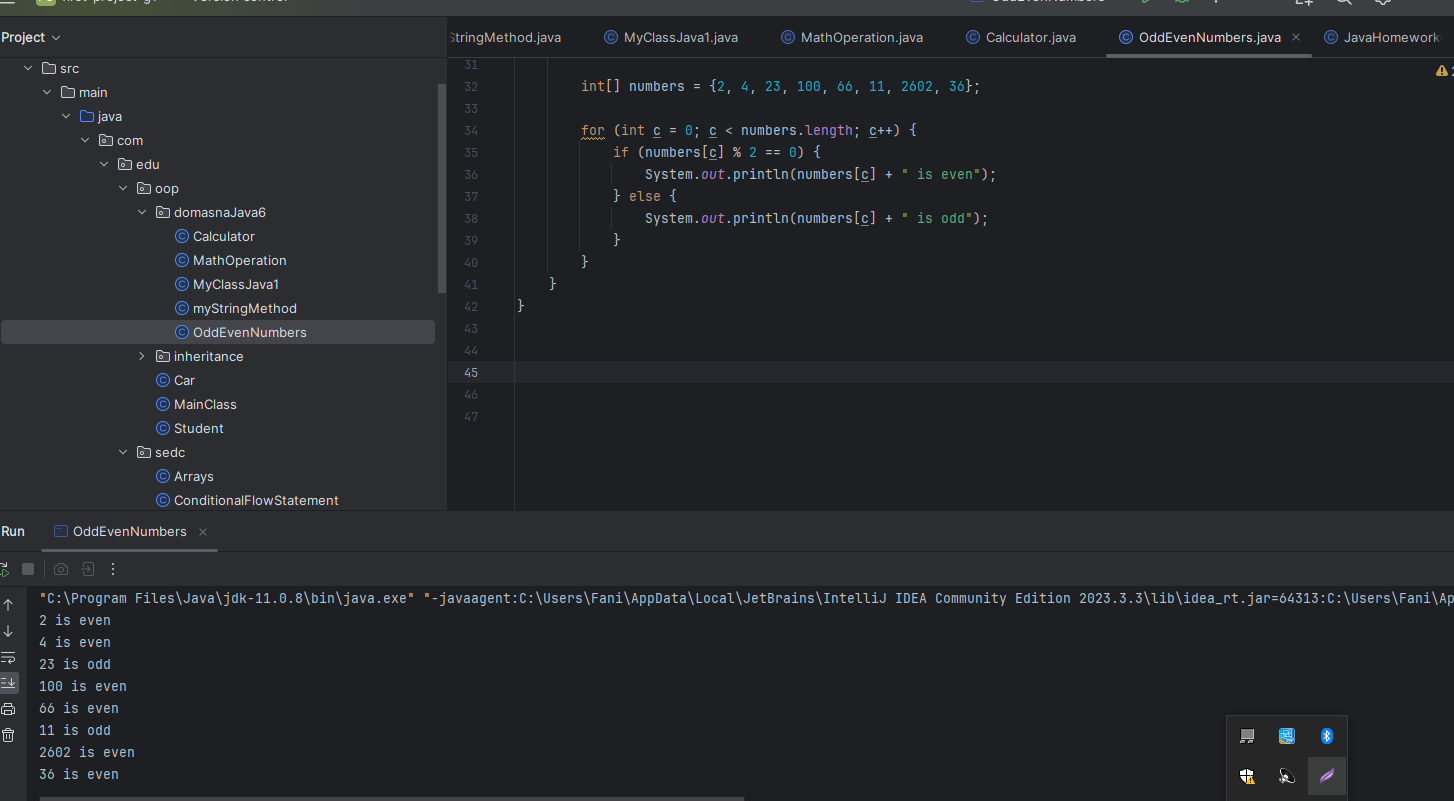 Project
src
main
java
com
edu
oop
domasnaJava6
Calculator
MathOperation
MyClassJava1
myStringMethod
OddEvenNumbers
inheritance
Car
MainClass
Student
sedc
Arrays
ConditionalFlowStatement
StringMethod.java MyClassJava1.java MathOperation.java Calculator.java OddEvenNumbers.java JavaHomework
31
32 int[] numbers = {2, 4, 23, 100, 66, 11, 2602, 36};
33
34 for (int c = 0; c < numbers.length; c++) {
35 if (numbers[c] % 2 == 0) {
36 System.out.println(numbers[c] + " is even");
37 } else {
38 System.out.println(numbers[c] + " is odd");
39 }
40 }
41 }
42 }
43
44
45
46
47
Run OddEvenNumbers
"C:\Program Files\Java\jdk-11.0.8\bin\java.exe" "-javaagent:C:\Users\Fani\AppData\Local\JetBrains\IntelliJ IDEA Community Edition 2023.3.3\lib\idea_rt.jar=64313:C:\Users\Fani\Ap
2 is even
4 is even
23 is odd
100 is even
66 is even
11 is odd
2602 is even
36 is even